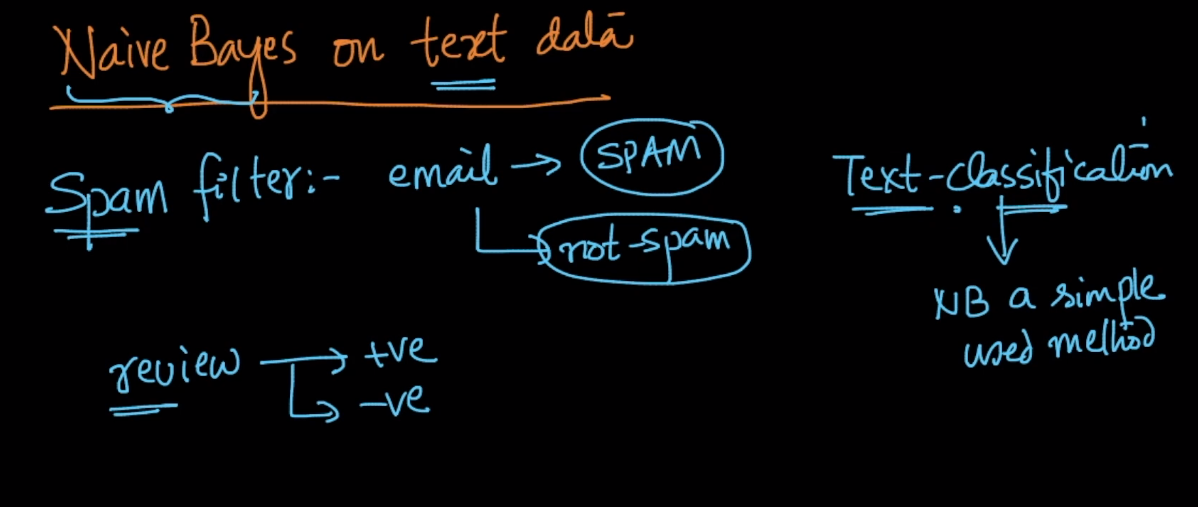 Naive Bayes on text data
Spam filter:- email → SPAM
not-spam
Text-classification
NB a simple
used method
review → +ve
-ve